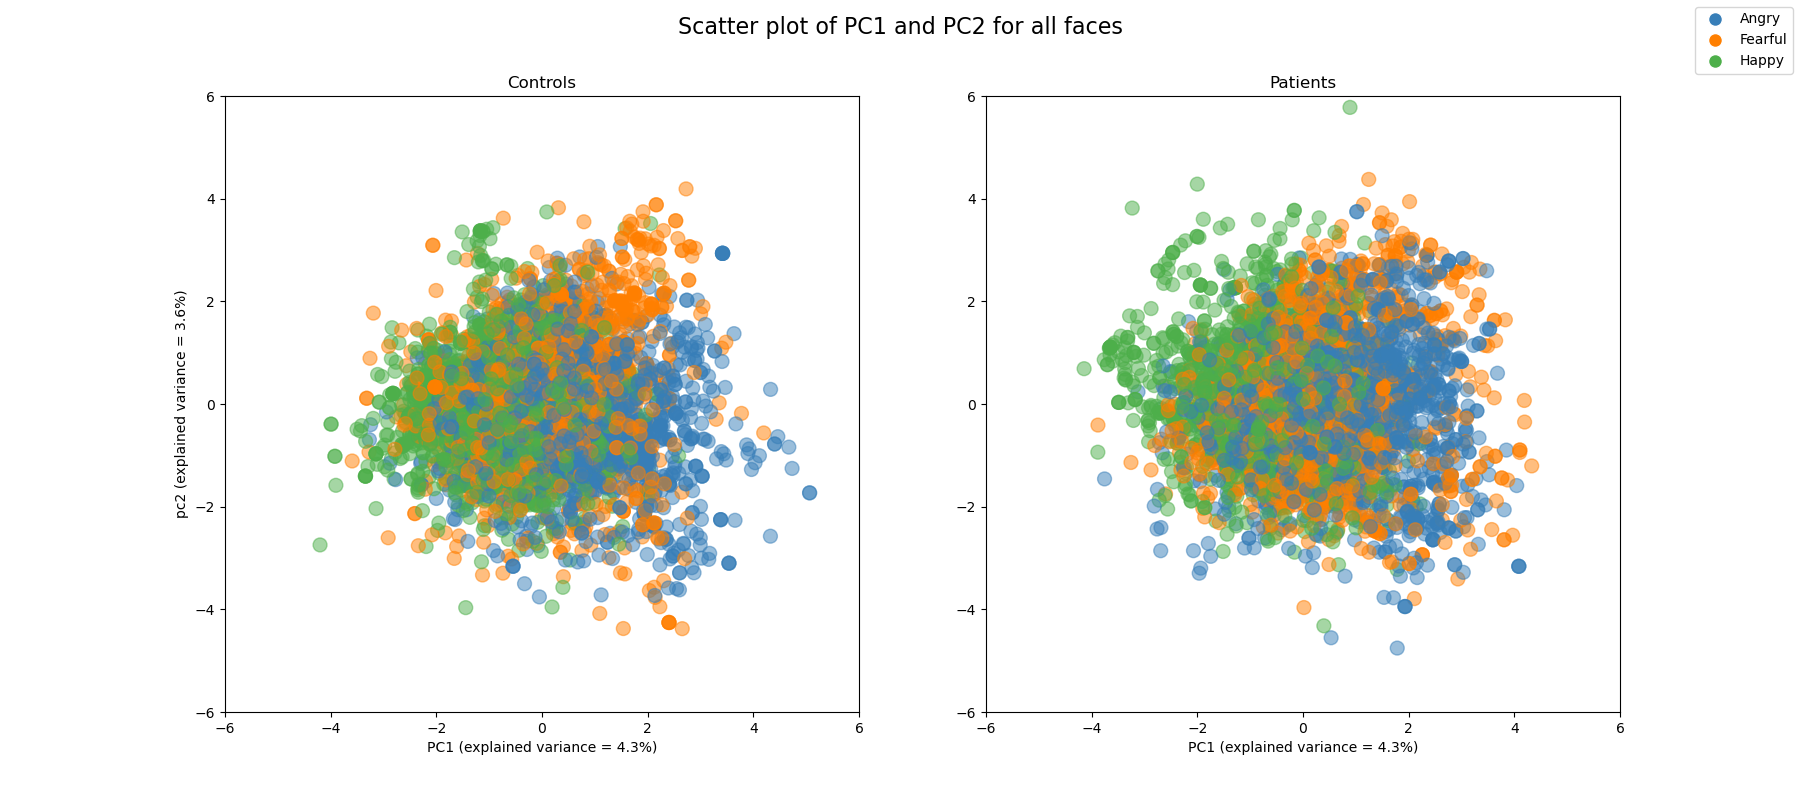 Scatter plot of PC1 and PC2 for all faces
Angry
Fearful
Happy
Controls
Patients
6
4
2
0
−2
−4
−6
pc2 (explained variance = 3.6%)
−6 −4 −2 0 2 4 6
PC1 (explained variance = 4.3%)
6
4
2
0
−2
−4
−6
−6 −4 −2 0 2 4 6
PC1 (explained variance = 4.3%)